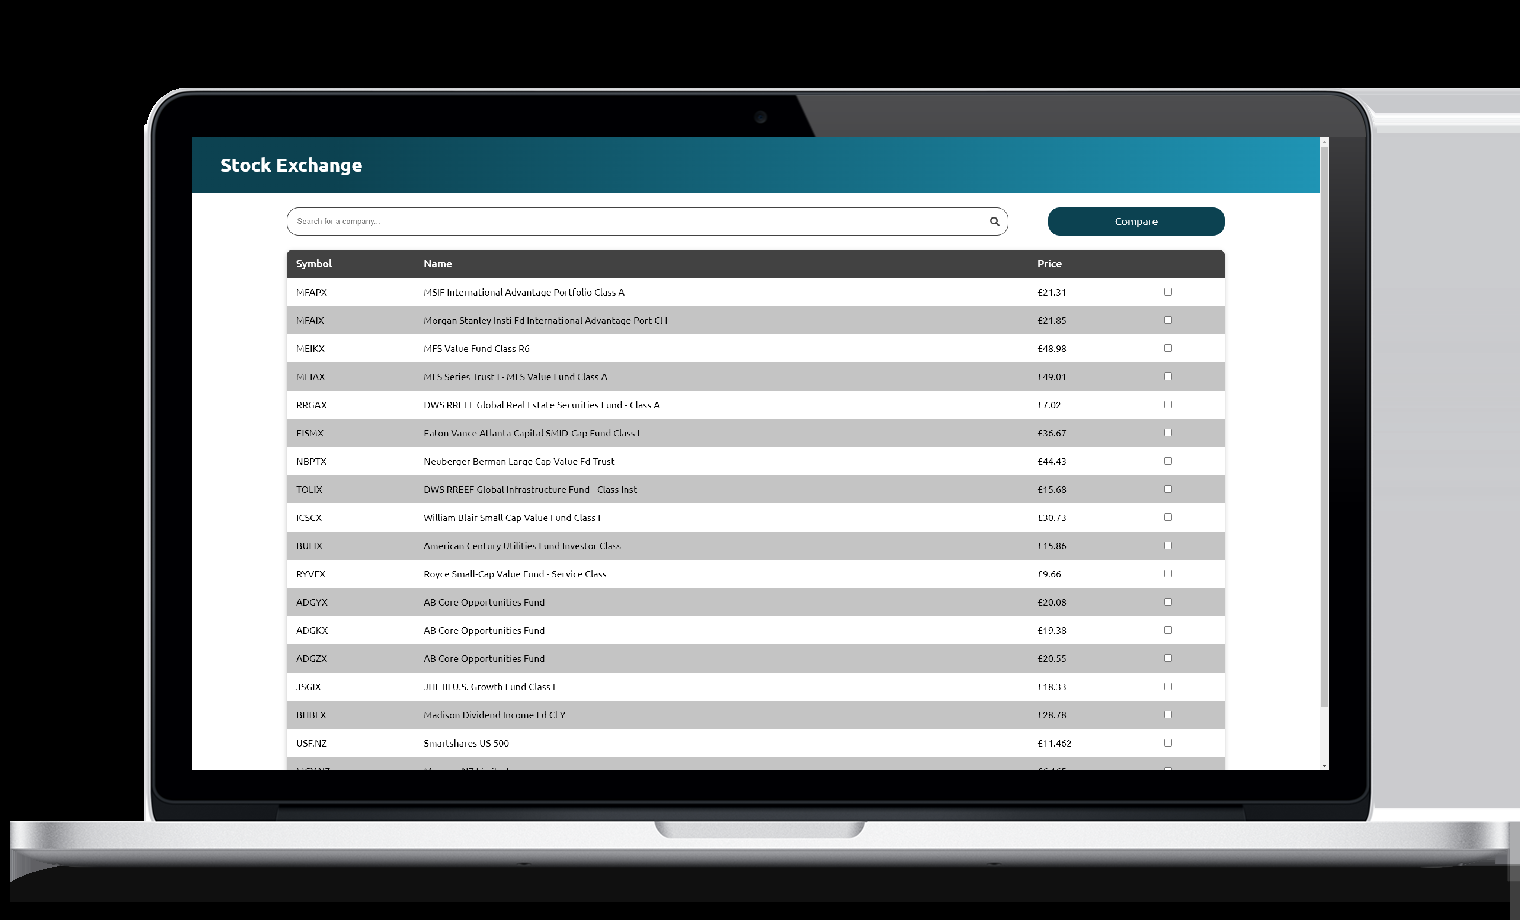 Stock Exchange
Search for a company...
Compare
Symbol Name Price
MFAPX MSIF International Advantage Portfolio Class A £21.31
MFAIX Morgan Stanley Insti Fd International Advantage Port Cl I £21.85
MEIKX MFS Value Fund Class R6 £48.98
MEIAX MFS Series Trust I - MFS Value Fund Class A £49.01
RRGAX DWS RREEF Global Real Estate Securities Fund - Class A £7.02
EISMX Eaton Vance Atlanta Capital SMID-Cap Fund Class I £36.67
NBPTX Neuberger Berman Large Cap Value Fd Trust £44.43
TOLIX DWS RREEF Global Infrastructure Fund - Class Inst £15.68
ICSCX William Blair Small Cap Value Fund Class I £30.73
BULIX American Century Utilities Fund Investor Class £15.86
RYVFX Royce Small-Cap Value Fund - Service Class £9.66
ADGYX AB Core Opportunities Fund £20.08
ADGKX AB Core Opportunities Fund £19.38
ADGZX AB Core Opportunities Fund £20.55
JSGIX U.S. Growth Fund Class I £18.33
BHBFX Madison Dividend Income Fd Cl Y £28.78
USF.NZ Smartshares US 500 £11.462